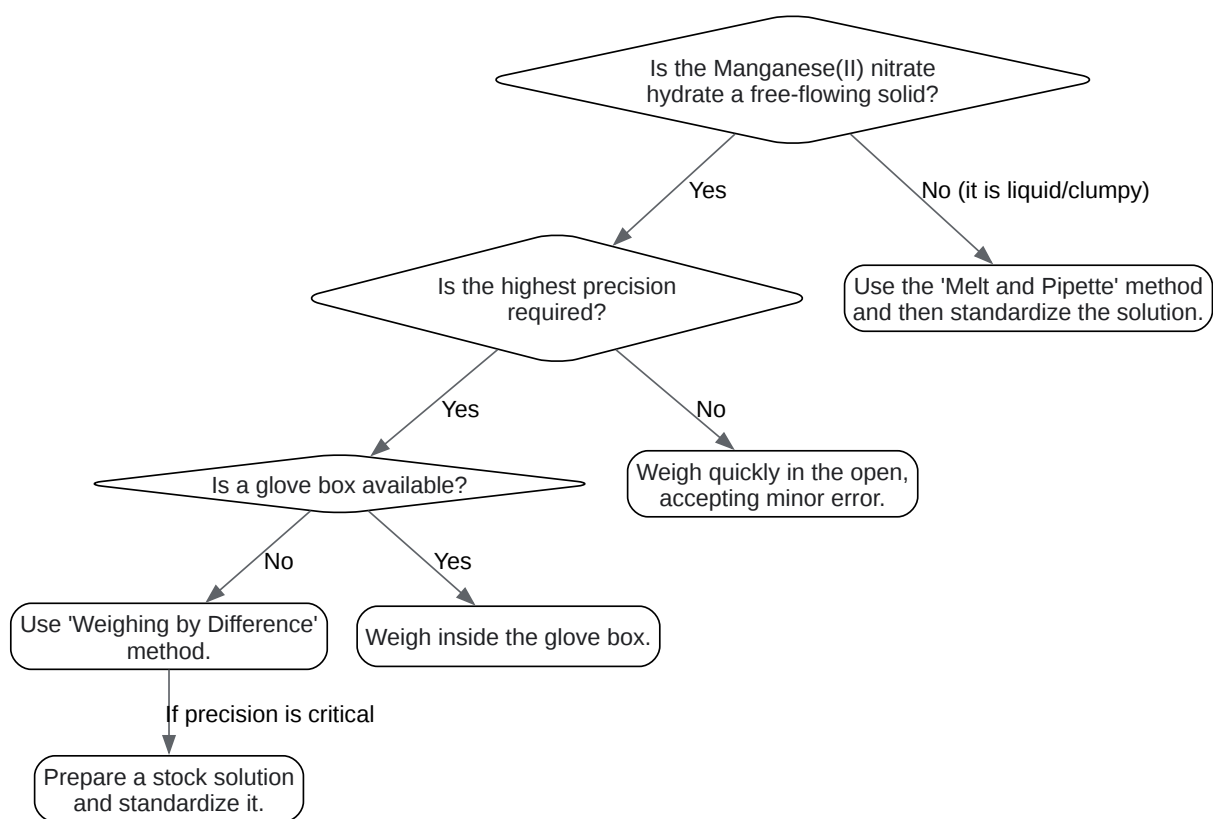 Is the Manganese(II) nitrate
hydrate a free-flowing solid?
Yes
No (it is liquid/clumpy)
Is the highest precision
required?
Use the 'Melt and Pipette' method
and then standardize the solution.
Yes
No
Is a glove box available?
Weigh quickly in the open,
accepting minor error.
No
Yes
Use 'Weighing by Difference'
method.
Weigh inside the glove box.
If precision is critical
Prepare a stock solution
and standardize it.